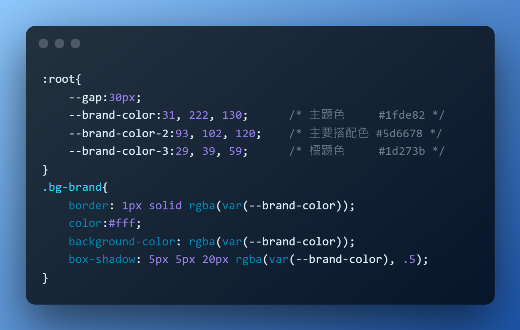 :root{
    --gap:30px;
    --brand-color:31, 222, 130;      /* 主題色     #1fde82 */
    --brand-color-2:93, 102, 120;    /* 主要搭配色 #5d6678 */
    --brand-color-3:29, 39, 59;      /* 標題色     #1d273b */
}
.bg-brand{
    border: 1px solid rgba(var(--brand-color));
    color:#fff;
    background-color: rgba(var(--brand-color));
    box-shadow: 5px 5px 20px rgba(var(--brand-color), .5);
}